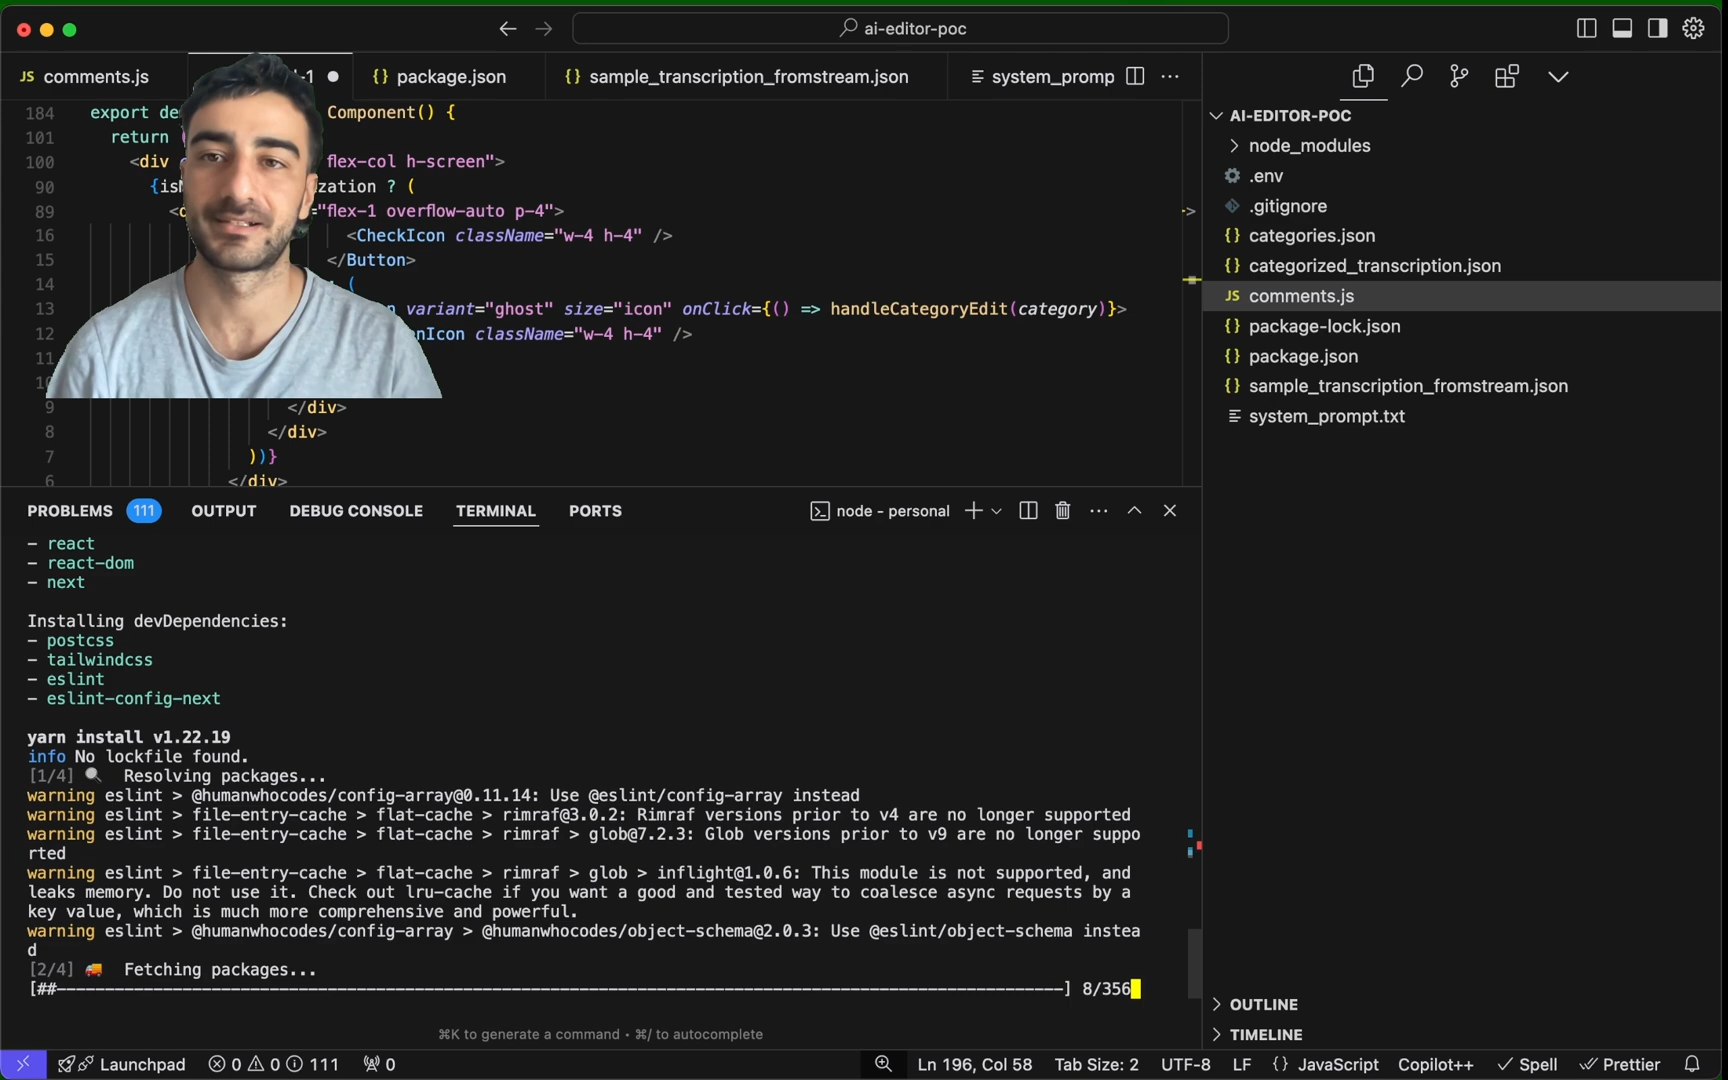 ai-editor-poc
JS comments.js
-1
{} package.json
{} sample_transcription_fromstream.json
system_promp
184 export de Component() {
101 return (
100 <div flex-col h-screen">
90 {is zation ? (
89 <d ="flex-1 overflow-auto p-4">
16 <CheckIcon className="w-4 h-4" />
15 </Button>
14 (
13 n variant="ghost" size="icon" onClick={() => handleCategoryEdit(category)}>
12 nIcon className="w-4 h-4" />
11
10
9 </div>
8 </div>
7 ))}
6 </div>
PROBLEMS 111 OUTPUT DEBUG CONSOLE TERMINAL PORTS
node - personal
- react
- react-dom
- next
Installing devDependencies:
- postcss
- tailwindcss
- eslint
- eslint-config-next
yarn install v1.22.19
info No lockfile found.
[1/4] 🔍 Resolving packages...
warning eslint > @humanwhocodes/config-array@0.11.14: Use @eslint/config-array instead
warning eslint > file-entry-cache > flat-cache > rimraf@3.0.2: Rimraf versions prior to v4 are no longer supported
warning eslint > file-entry-cache > flat-cache > rimraf > glob@7.2.3: Glob versions prior to v9 are no longer suppo
rted
warning eslint > file-entry-cache > flat-cache > rimraf > glob > inflight@1.0.6: This module is not supported, and
leaks memory. Do not use it. Check out lru-cache if you want a good and tested way to coalesce async requests by a
key value, which is much more comprehensive and powerful.
warning eslint > @humanwhocodes/config-array > @humanwhocodes/object-schema@2.0.3: Use @eslint/object-schema instea
d
[2/4] 🚚 Fetching packages...
[##-----------------------------------------------------------------------------------------------------] 8/356
⌘K to generate a command • ⌘/ to autocomplete
AI-EDITOR-POC
node_modules
.env
.gitignore
{} categories.json
{} categorized_transcription.json
JS comments.js
{} package-lock.json
{} package.json
{} sample_transcription_fromstream.json
system_prompt.txt
OUTLINE
TIMELINE
Launchpad 0 0 111 0
Ln 196, Col 58 Tab Size: 2 UTF-8 LF {} JavaScript Copilot++ Spell Prettier